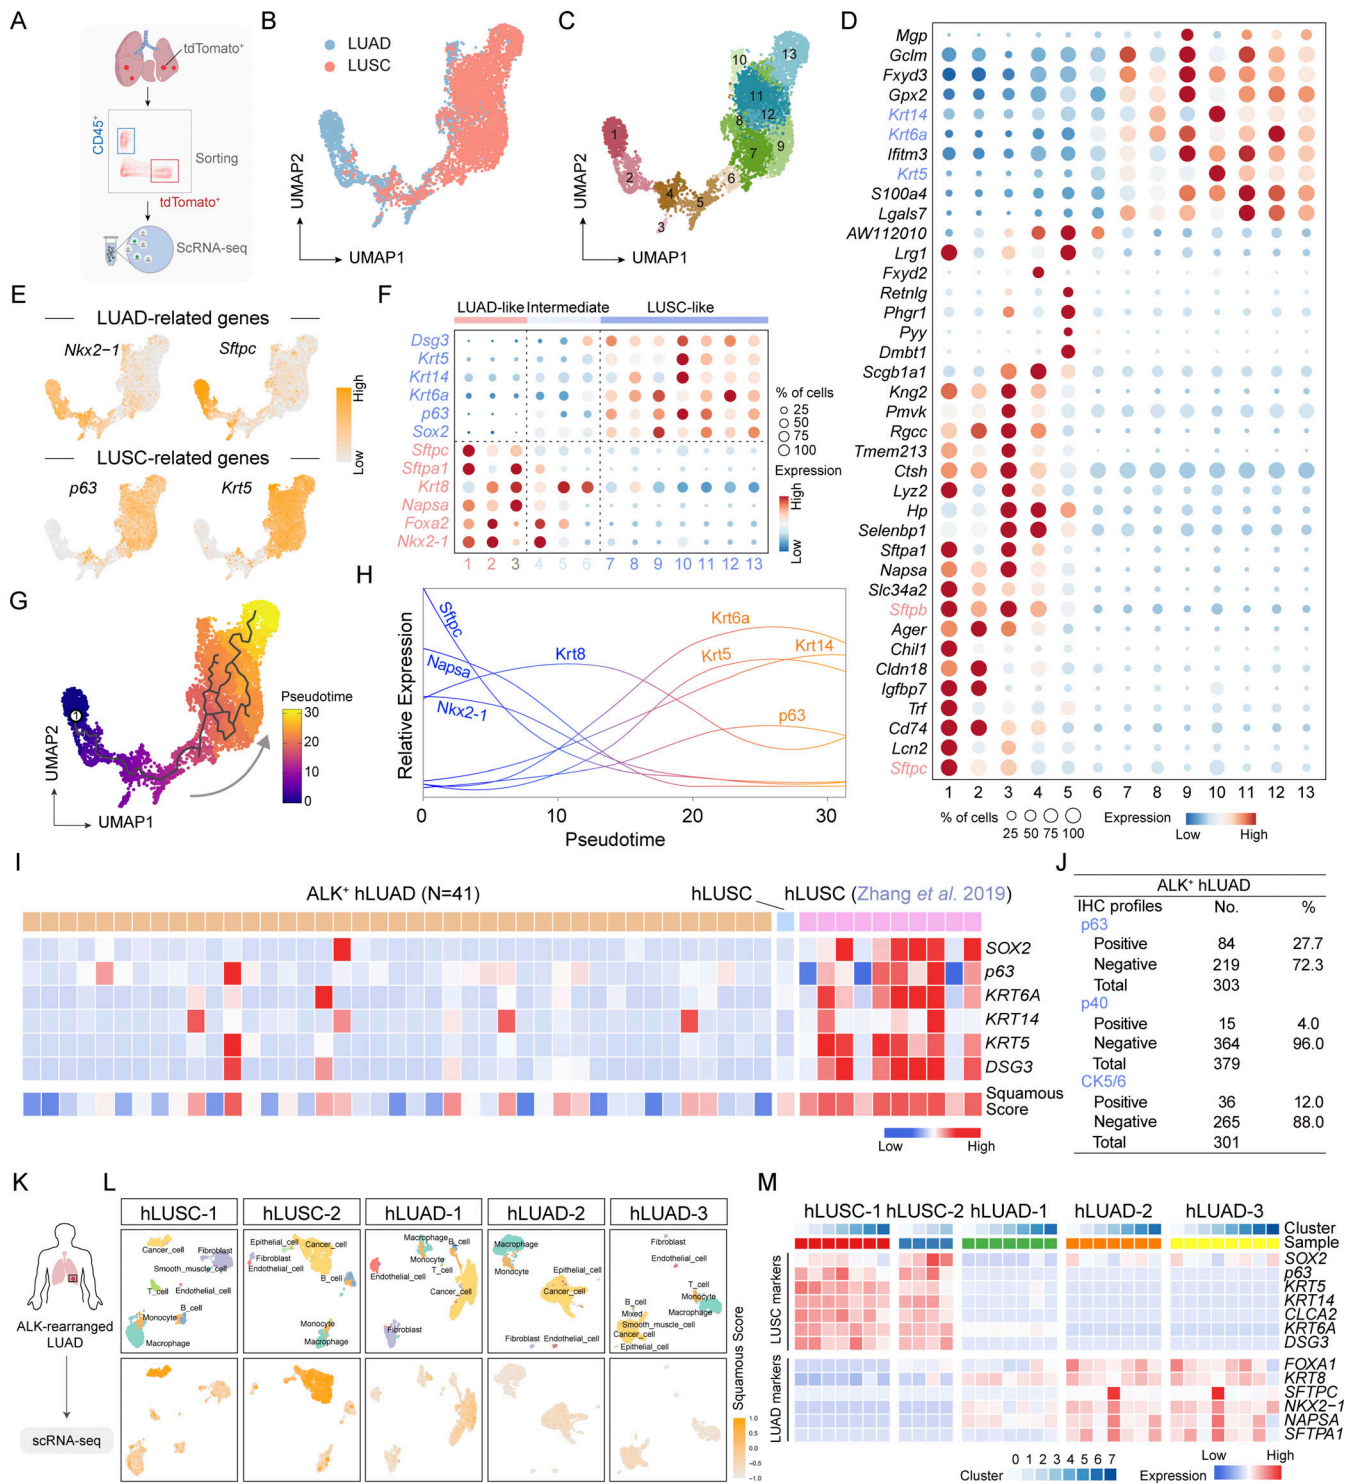 A
tdTomato⁺
CD45⁺
Sorting
tdTomato⁺
ScRNA-seq
B
LUAD
LUSC
UMAP2
UMAP1
C
1
2
3
4
5
6
7
8
9
10
11
12
13
UMAP2
UMAP1
D
Mgp
Gclm
Fxyd3
Gpx2
Krt14
Krt6a
Ifitm3
Krt5
S100a4
Lgals7
AW112010
Lrg1
Fxyd2
Retnlg
Phgr1
Pyy
Dmbt1
Scgb1a1
Kng2
Pmvk
Rgcc
Tmem213
Ctsh
Lyz2
Hp
Selenbp1
Sftpa1
Napsa
Slc34a2
Sftpb
Ager
Chil1
Cldn18
Igfbp7
Trf
Cd74
Lcn2
Sftpc
1 2 3 4 5 6 7 8 9 10 11 12 13
% of cells
25 50 75 100
Expression
Low High
E
LUAD-related genes
Nkx2-1
Sftpc
LUSC-related genes
p63
Krt5
High
Low
F
LUAD-like Intermediate LUSC-like
Dsg3
Krt5
Krt14
Krt6a
p63
Sox2
Sftpc
Sftpa1
Krt8
Napsa
Foxa2
Nkx2-1
1 2 3 4 5 6 7 8 9 10 11 12 13
% of cells
25
50
75
100
Expression
High
Low
G
1
UMAP2
UMAP1
Pseudotime
30
20
10
0
H
Relative Expression
Sftpc
Napsa
Nkx2-1
Krt8
Krt6a
Krt5
Krt14
p63
0 10 20 30
Pseudotime
I
ALK⁺ hLUAD (N=41)
hLUSC
hLUSC (Zhang et al. 2019)
SOX2
p63
KRT6A
KRT14
KRT5
DSG3
Squamous
Score
Low High
J
ALK⁺ hLUAD
IHC profiles No. %
p63
Positive 84 27.7
Negative 219 72.3
Total 303
p40
Positive 15 4.0
Negative 364 96.0
Total 379
CK5/6
Positive 36 12.0
Negative 265 88.0
Total 301
K
ALK-rearranged
LUAD
scRNA-seq
L
hLUSC-1
Cancer_cell
Fibroblast
Smooth_muscle_cell
T_cell
Endothelial_cell
B_cell
Monocyte
Macrophage
hLUSC-2
Epithelial_cell
Cancer_cell
Fibroblast
Endothelial_cell
B_cell
Monocyte
Macrophage
hLUAD-1
Macrophage
B_cell
Monocyte
T_cell
Endothelial_cell
Cancer_cell
Fibroblast
hLUAD-2
Macrophage
Monocyte
Cancer_cell
Fibroblast
Endothelial_cell
hLUAD-3
Fibroblast
Endothelial_cell
T_cell
Monocyte
B_cell
Macrophage
Mixed
Smooth_muscle_cell
Cancer_cell
Epithelial_cell
Squamous Score
1.0
0.5
0.0
−0.5
−1.0
M
hLUSC-1 hLUSC-2 hLUAD-1 hLUAD-2 hLUAD-3
Cluster
Sample
LUSC markers
SOX2
p63
KRT5
KRT14
CLCA2
KRT6A
DSG3
LUAD markers
FOXA1
KRT8
SFTPC
NKX2-1
NAPSA
SFTPA1
Cluster
0 1 2 3 4 5 6 7
Expression
Low High